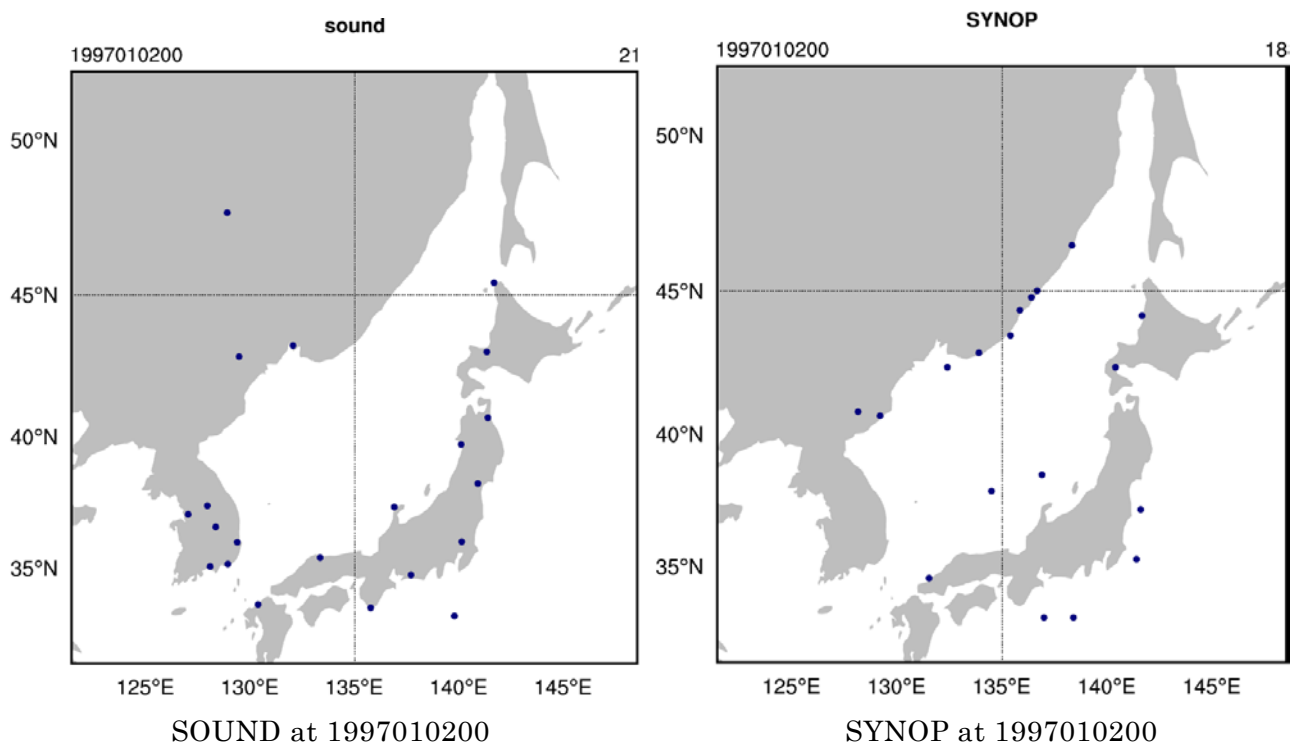 sound
1997010200 21
50°N
45°N
40°N
35°N
125°E 130°E 135°E 140°E 145°E
SOUND at 1997010200
SYNOP
1997010200 18
50°N
45°N
40°N
35°N
125°E 130°E 135°E 140°E 145°E
SYNOP at 1997010200